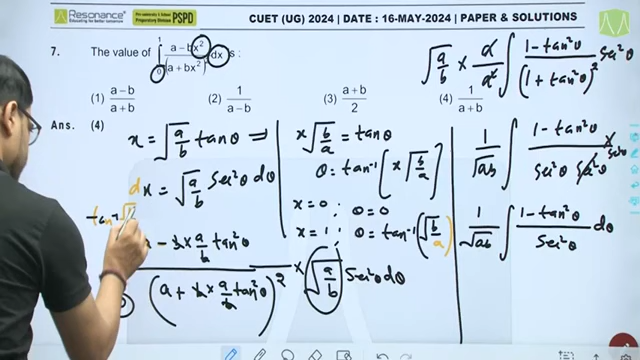 Resonance®
PSPD
CUET (UG) 2024 | DATE : 16-MAY-2024 | PAPER & SOLUTIONS
7. The value of ∫₀¹ (a – bx²)/(a + bx²)² dx is :
(1) (a – b)/(a + b) (2) 1/(a – b) (3) (a + b)/2 (4) 1/(a + b)
Ans. (4)
x = √(a/b) tanθ ⇒
dx = √(a/b) sec²θ dθ
tan⁻¹ √
a – b × a/b tan²θ
(a + b × a/b tan²θ)² × √(a/b) sec²θ dθ
x√(b/a) = tanθ
θ = tan⁻¹ [x√(b/a)]
x = 0 ; θ = 0
x = 1 ; θ = tan⁻¹(√(b/a))
√(a/b) × a/a² ∫ (1 – tan²θ)/(1 + tan²θ)² sec²θ
1/√ab ∫ (1 – tan²θ)/(sec²θ sec²θ) × sec²θ
1/√ab ∫ (1 – tan²θ)/sec²θ dθ